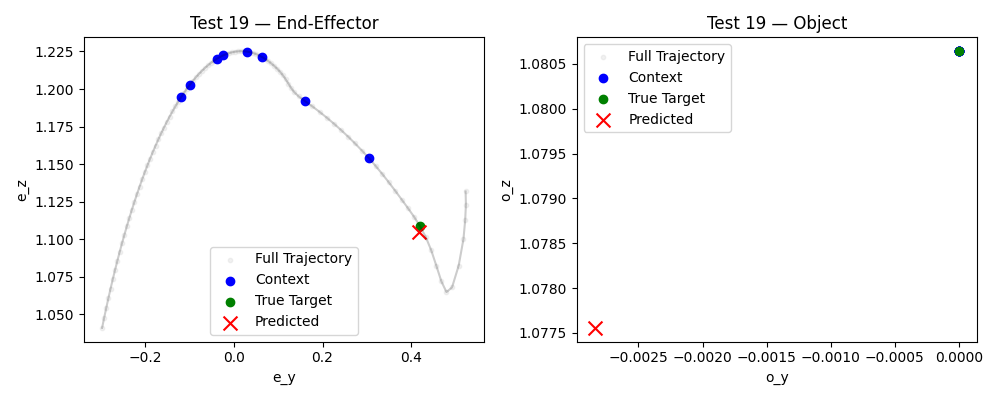 Test 19 — End-Effector
e_z
1.225
1.200
1.175
1.150
1.125
1.100
1.075
1.050
Full Trajectory
Context
True Target
Predicted
−0.2
0.0
0.2
0.4
e_y
Test 19 — Object
o_z
1.0805
1.0800
1.0795
1.0790
1.0785
1.0780
1.0775
Full Trajectory
Context
True Target
Predicted
−0.0025
−0.0020
−0.0015
−0.0010
−0.0005
0.0000
o_y